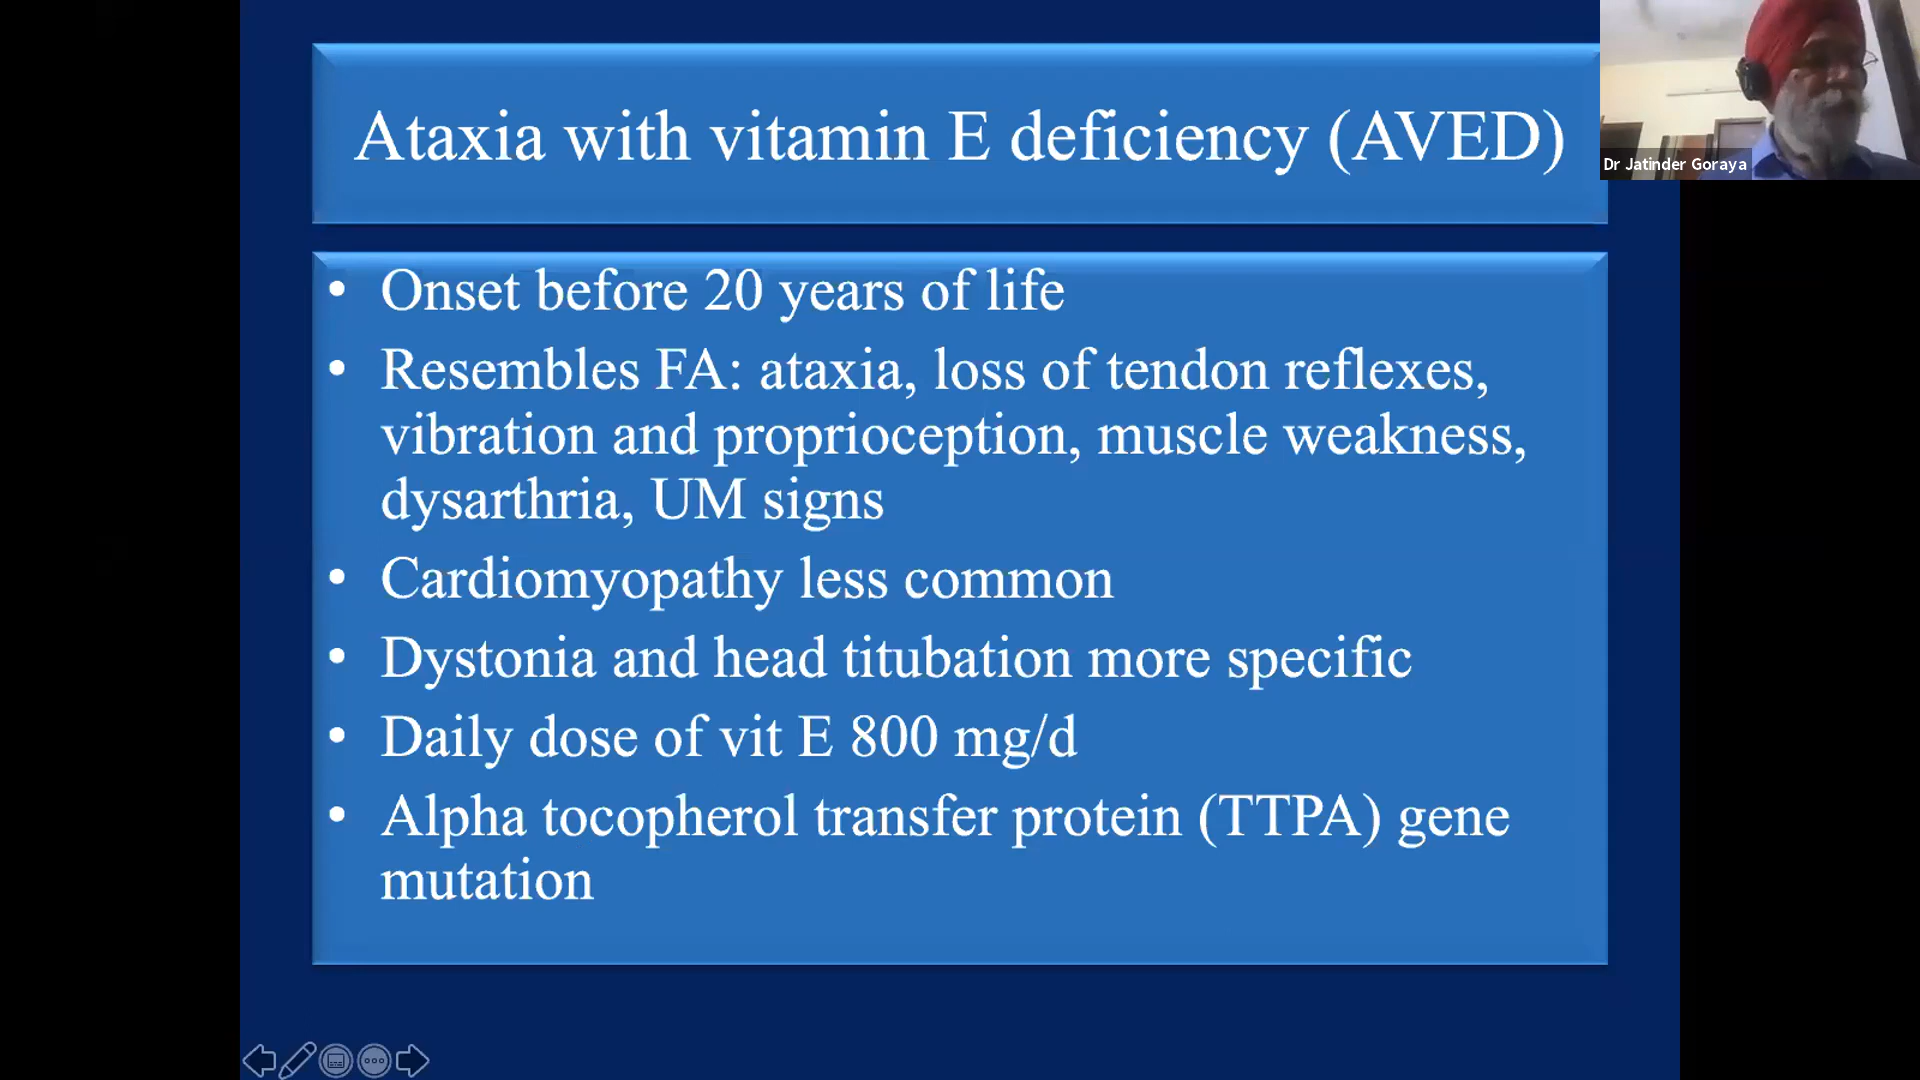 Ataxia with vitamin E deficiency (AVED)
Dr Jatinder Goraya
• Onset before 20 years of life
• Resembles FA: ataxia, loss of tendon reflexes,
vibration and proprioception, muscle weakness,
dysarthria, UM signs
• Cardiomyopathy less common
• Dystonia and head titubation more specific
• Daily dose of vit E 800 mg/d
• Alpha tocopherol transfer protein (TTPA) gene
mutation